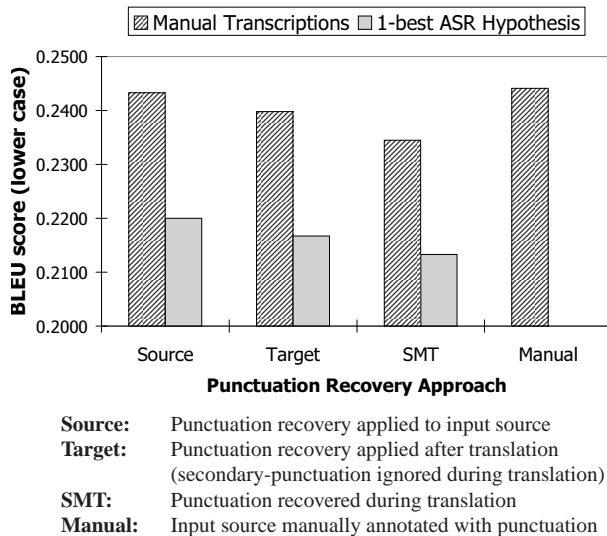 Manual Transcriptions 1-best ASR Hypothesis
BLEU score (lower case)
0.2500
0.2400
0.2300
0.2200
0.2100
0.2000
Source Target SMT Manual
Punctuation Recovery Approach
Source: Punctuation recovery applied to input source
Target: Punctuation recovery applied after translation
(secondary-punctuation ignored during translation)
SMT: Punctuation recovered during translation
Manual: Input source manually annotated with punctuation